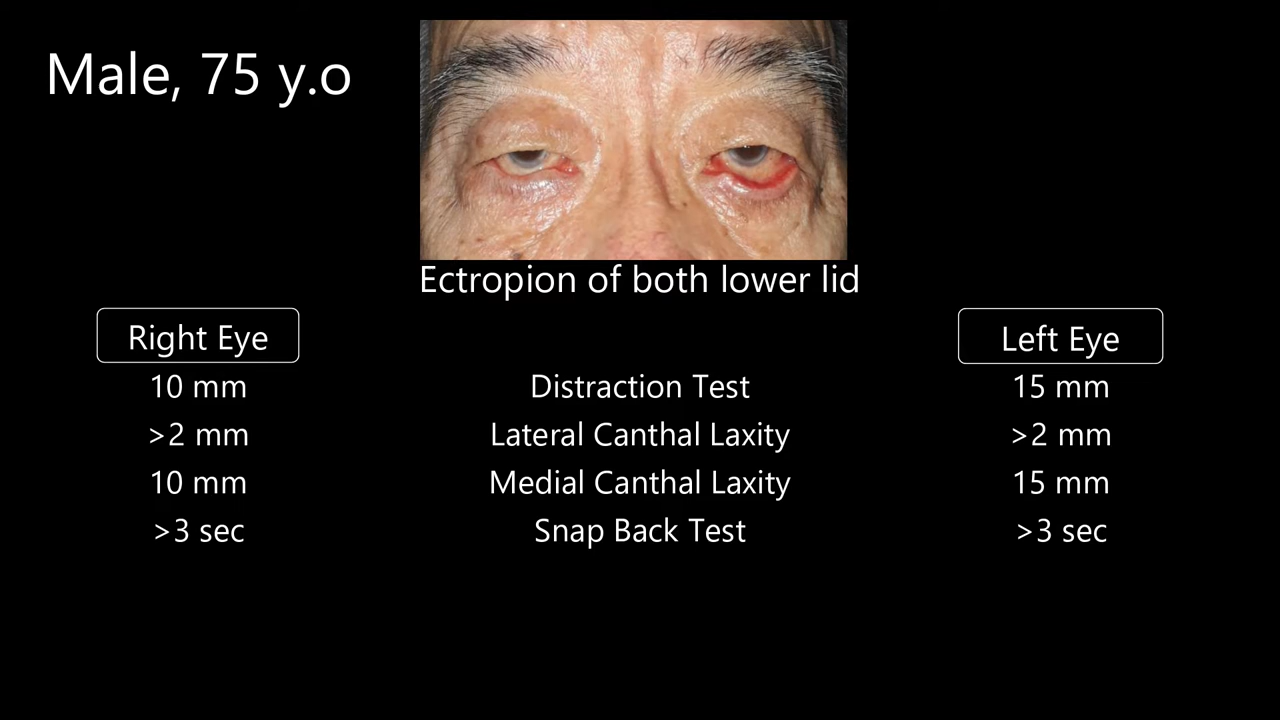 Male, 75 y.o
Ectropion of both lower lid
Right Eye Left Eye
10 mm Distraction Test 15 mm
>2 mm Lateral Canthal Laxity >2 mm
10 mm Medial Canthal Laxity 15 mm
>3 sec Snap Back Test >3 sec